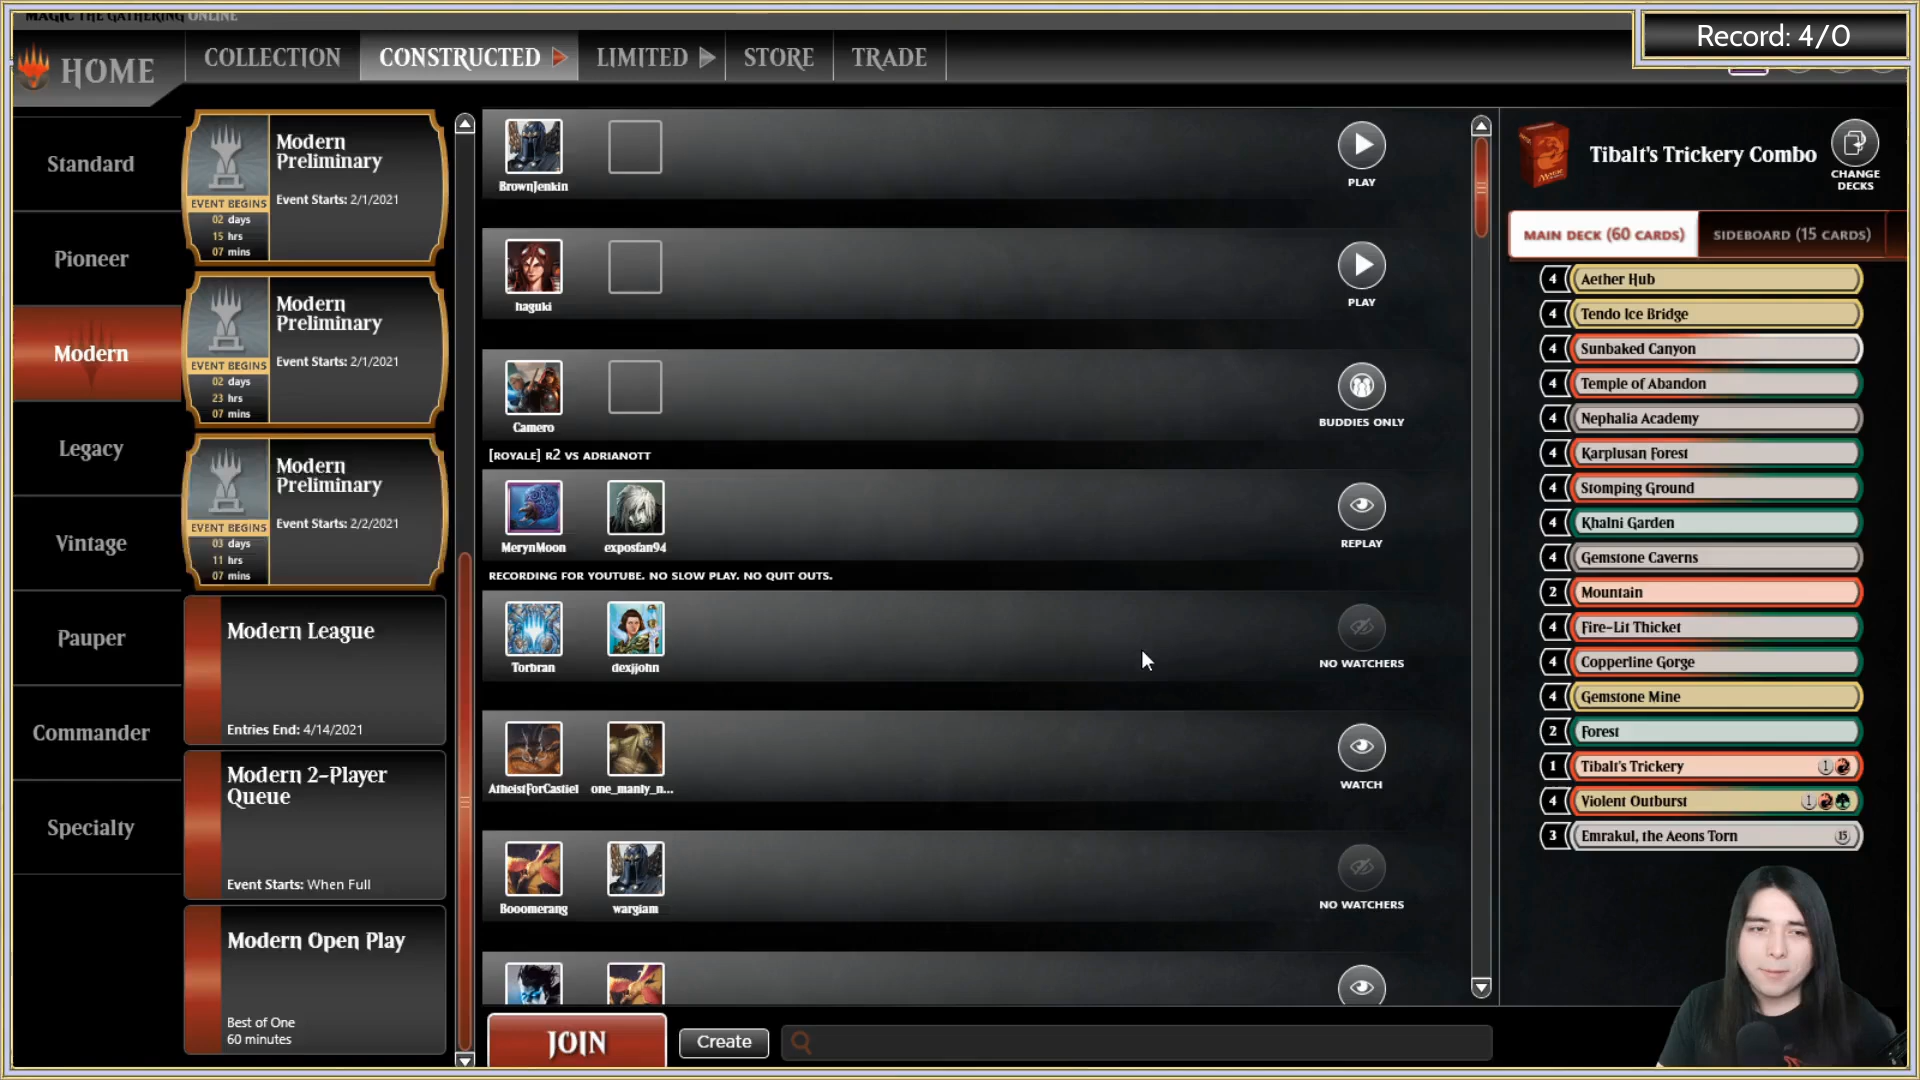 MAGIC THE GATHERING ONLINE
Record: 4/0
HOME
COLLECTION
CONSTRUCTED
LIMITED
STORE
TRADE
Standard
Pioneer
Modern
Legacy
Vintage
Pauper
Commander
Specialty
Modern
Preliminary
Event Starts: 2/1/2021
EVENT BEGINS
02 days
15 hrs
07 mins
Modern
Preliminary
Event Starts: 2/1/2021
EVENT BEGINS
02 days
23 hrs
07 mins
Modern
Preliminary
Event Starts: 2/2/2021
EVENT BEGINS
03 days
11 hrs
07 mins
Modern League
Entries End: 4/14/2021
Modern 2-Player
Queue
Event Starts: When Full
Modern Open Play
Best of One
60 minutes
BrownJenkin
PLAY
haguki
PLAY
Camero
BUDDIES ONLY
[ROYALE] R2 VS ADRIANOTT
MerynMoon
exposfan94
REPLAY
RECORDING FOR YOUTUBE. NO SLOW PLAY. NO QUIT OUTS.
Torbran
dexjjohn
NO WATCHERS
AtheistForCastiel
one_manly_n...
WATCH
Booomerang
wargiam
NO WATCHERS
JOIN
Create
Tibalt's Trickery Combo
CHANGE
DECKS
MAIN DECK (60 CARDS)
SIDEBOARD (15 CARDS)
4 Aether Hub
4 Tendo Ice Bridge
4 Sunbaked Canyon
4 Temple of Abandon
4 Nephalia Academy
4 Karplusan Forest
4 Stomping Ground
4 Khalni Garden
4 Gemstone Caverns
2 Mountain
4 Fire-Lit Thicket
4 Copperline Gorge
4 Gemstone Mine
2 Forest
1 Tibalt's Trickery 1
4 Violent Outburst 1
3 Emrakul, the Aeons Torn 15